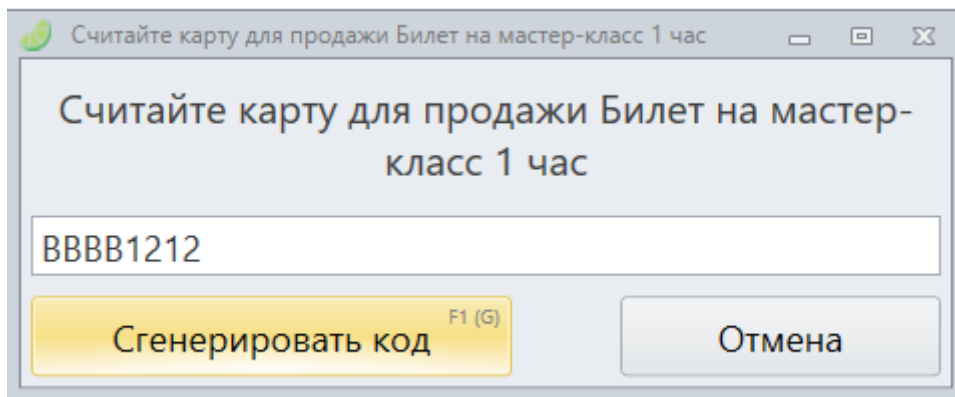 Считайте карту для продажи Билет на мастер-класс 1 час
Считайте карту для продажи Билет на мастер-
класс 1 час
BBBB1212
Сгенерировать код F1 (G)
Отмена